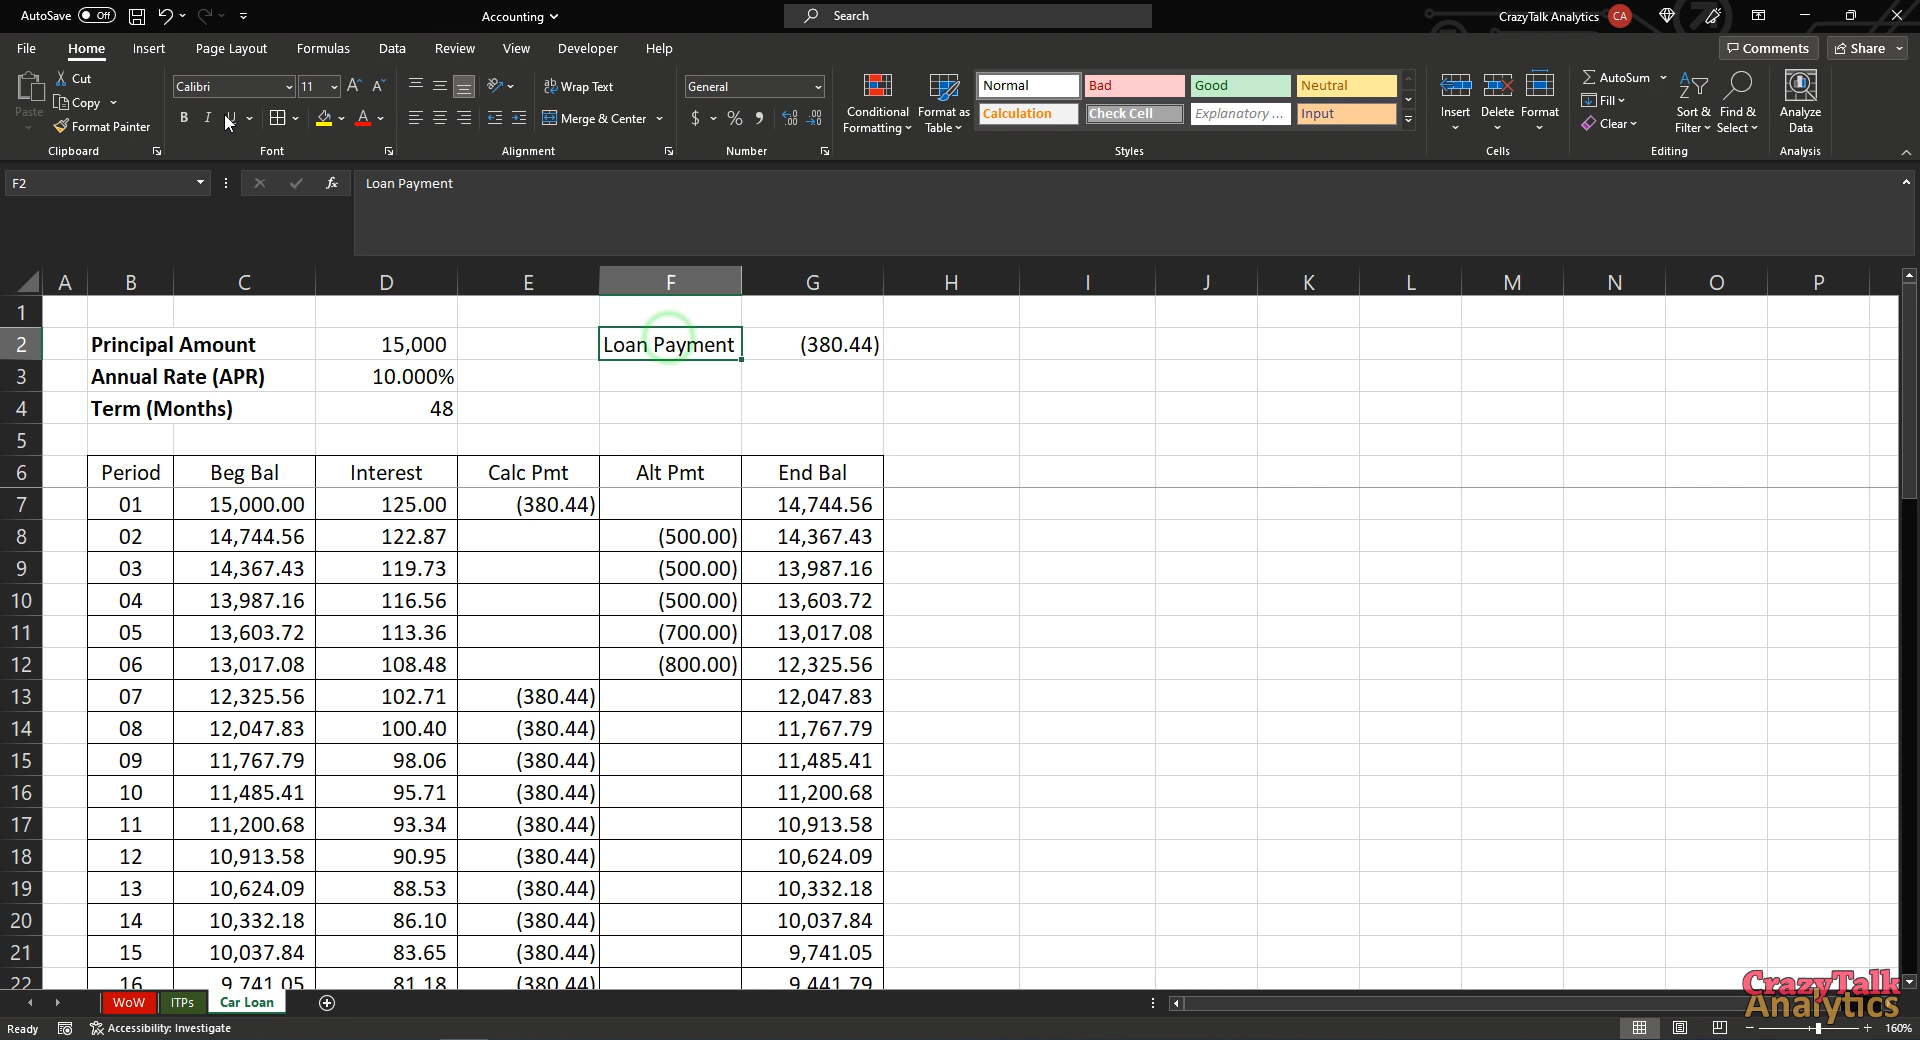 AutoSave Off Accounting Search CrazyTalk Analytics CA
File Home Insert Page Layout Formulas Data Review View Developer Help Comments Share
Paste Cut Copy Format Painter Clipboard
Calibri 11 B I U A Font
Wrap Text Merge & Center Alignment
General $ % Number
Conditional Formatting Format as Table
Normal Bad Good Neutral
Calculation Check Cell Explanatory ... Input
Styles
Insert Delete Format Cells
AutoSum Fill Clear Sort & Filter Find & Select Editing
Analyze Data Analysis
F2 fx Loan Payment
A B C D E F G H I J K L M N O P
1
2 Principal Amount 15,000 Loan Payment (380.44)
3 Annual Rate (APR) 10.000%
4 Term (Months) 48
5
6 Period Beg Bal Interest Calc Pmt Alt Pmt End Bal
7 01 15,000.00 125.00 (380.44) 14,744.56
8 02 14,744.56 122.87 (500.00) 14,367.43
9 03 14,367.43 119.73 (500.00) 13,987.16
10 04 13,987.16 116.56 (500.00) 13,603.72
11 05 13,603.72 113.36 (700.00) 13,017.08
12 06 13,017.08 108.48 (800.00) 12,325.56
13 07 12,325.56 102.71 (380.44) 12,047.83
14 08 12,047.83 100.40 (380.44) 11,767.79
15 09 11,767.79 98.06 (380.44) 11,485.41
16 10 11,485.41 95.71 (380.44) 11,200.68
17 11 11,200.68 93.34 (380.44) 10,913.58
18 12 10,913.58 90.95 (380.44) 10,624.09
19 13 10,624.09 88.53 (380.44) 10,332.18
20 14 10,332.18 86.10 (380.44) 10,037.84
21 15 10,037.84 83.65 (380.44) 9,741.05
22 16 9,741.05 81.18 (380.44) 9,441.79
WoW ITPs Car Loan
CrazyTalk
Analytics
Ready Accessibility: Investigate 160%